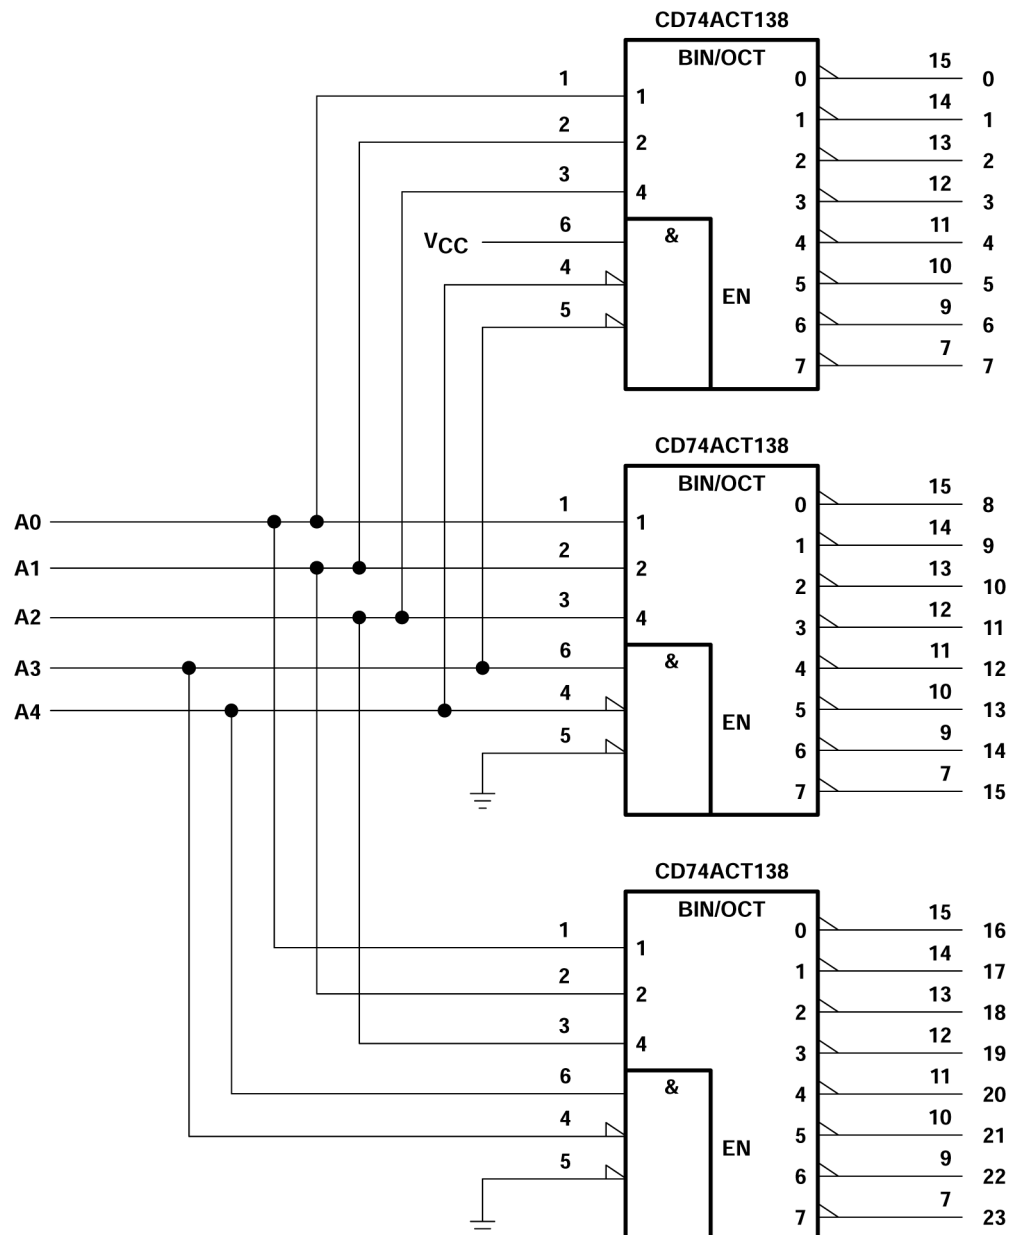 CD74ACT138
BIN/OCT
1 1 0 15 0
1 14 1
2 2 2 13 2
3 4 3 12 3
VCC 6 & 4 11 4
4 EN 5 10 5
5 6 9 6
7 7 7
CD74ACT138
BIN/OCT
0 15 8
A0 1 1 1 14 9
A1 2 2 2 13 10
A2 3 4 3 12 11
A3 6 & 4 11 12
A4 4 EN 5 10 13
5 6 9 14
7 7 15
CD74ACT138
BIN/OCT
0 15 16
1 1 1 14 17
2 2 2 13 18
3 4 3 12 19
6 & 4 11 20
4 EN 5 10 21
5 6 9 22
7 7 23